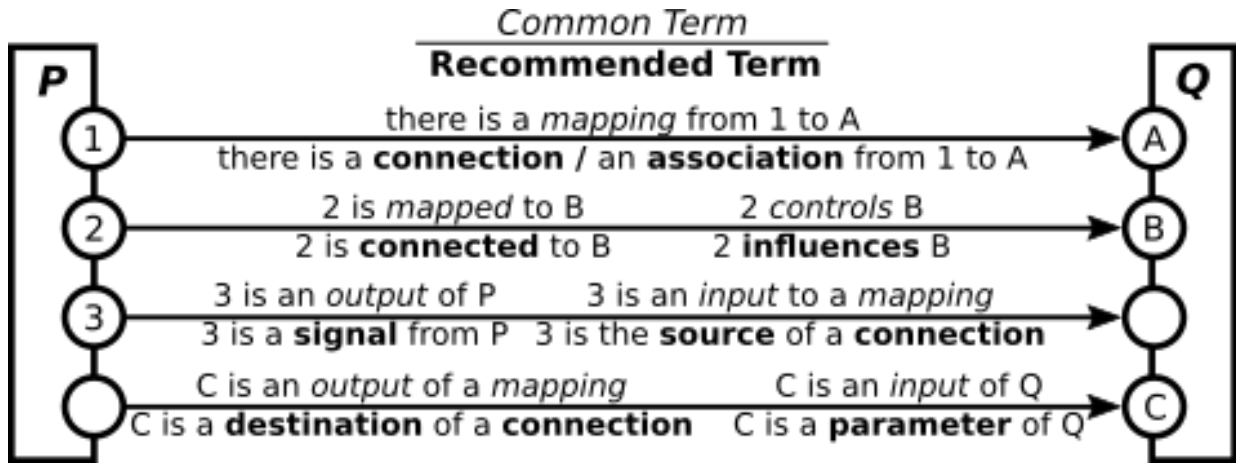 Common Term
Recommended Term
P
Q
there is a mapping from 1 to A
1
A
there is a connection / an association from 1 to A
2 is mapped to B 2 controls B
2
B
2 is connected to B 2 influences B
3 is an output of P 3 is an input to a mapping
3
3 is a signal from P 3 is the source of a connection
C is an output of a mapping C is an input of Q
C
C is a destination of a connection C is a parameter of Q